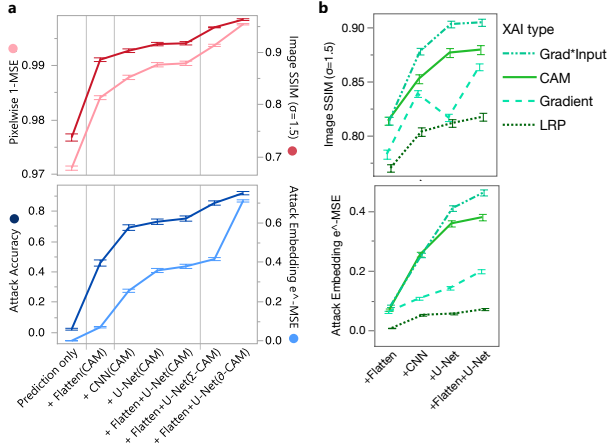 a
b
Pixelwise 1-MSE
0.99
0.98
0.97
0.9
0.8
0.7
Image SSIM (σ=1.5)
Attack Accuracy
0.8
0.6
0.4
0.2
0.0
0.6
0.4
0.2
0.0
Attack Embedding e^-MSE
Prediction only
+ Flatten(CAM)
+ CNN(CAM)
+ U-Net(CAM)
+ Flatten+U-Net(CAM)
+ Flatten+U-Net(Σ-CAM)
+ Flatten+U-Net(∂-CAM)
Image SSIM (σ=1.5)
0.90
0.85
0.80
XAI type
Grad*Input
CAM
Gradient
LRP
Attack Embedding e^-MSE
0.4
0.2
0.0
+Flatten
+CNN
+U-Net
+Flatten+U-Net